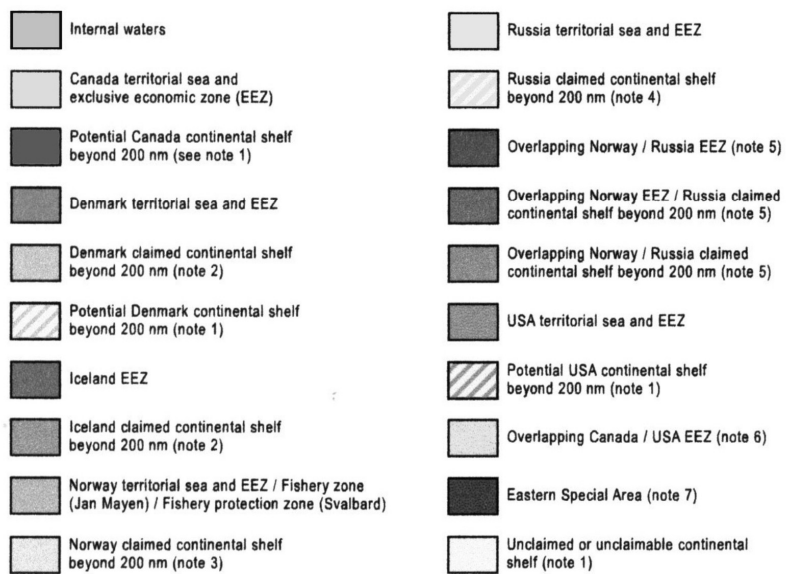 Internal waters
Canada territorial sea and
exclusive economic zone (EEZ)
Potential Canada continental shelf
beyond 200 nm (see note 1)
Denmark territorial sea and EEZ
Denmark claimed continental shelf
beyond 200 nm (note 2)
Potential Denmark continental shelf
beyond 200 nm (note 1)
Iceland EEZ
Iceland claimed continental shelf
beyond 200 nm (note 2)
Norway territorial sea and EEZ / Fishery zone
(Jan Mayen) / Fishery protection zone (Svalbard)
Norway claimed continental shelf
beyond 200 nm (note 3)
Russia territorial sea and EEZ
Russia claimed continental shelf
beyond 200 nm (note 4)
Overlapping Norway / Russia EEZ (note 5)
Overlapping Norway EEZ / Russia claimed
continental shelf beyond 200 nm (note 5)
Overlapping Norway / Russia claimed
continental shelf beyond 200 nm (note 5)
USA territorial sea and EEZ
Potential USA continental shelf
beyond 200 nm (note 1)
Overlapping Canada / USA EEZ (note 6)
Eastern Special Area (note 7)
Unclaimed or unclaimable continental
shelf (note 1)